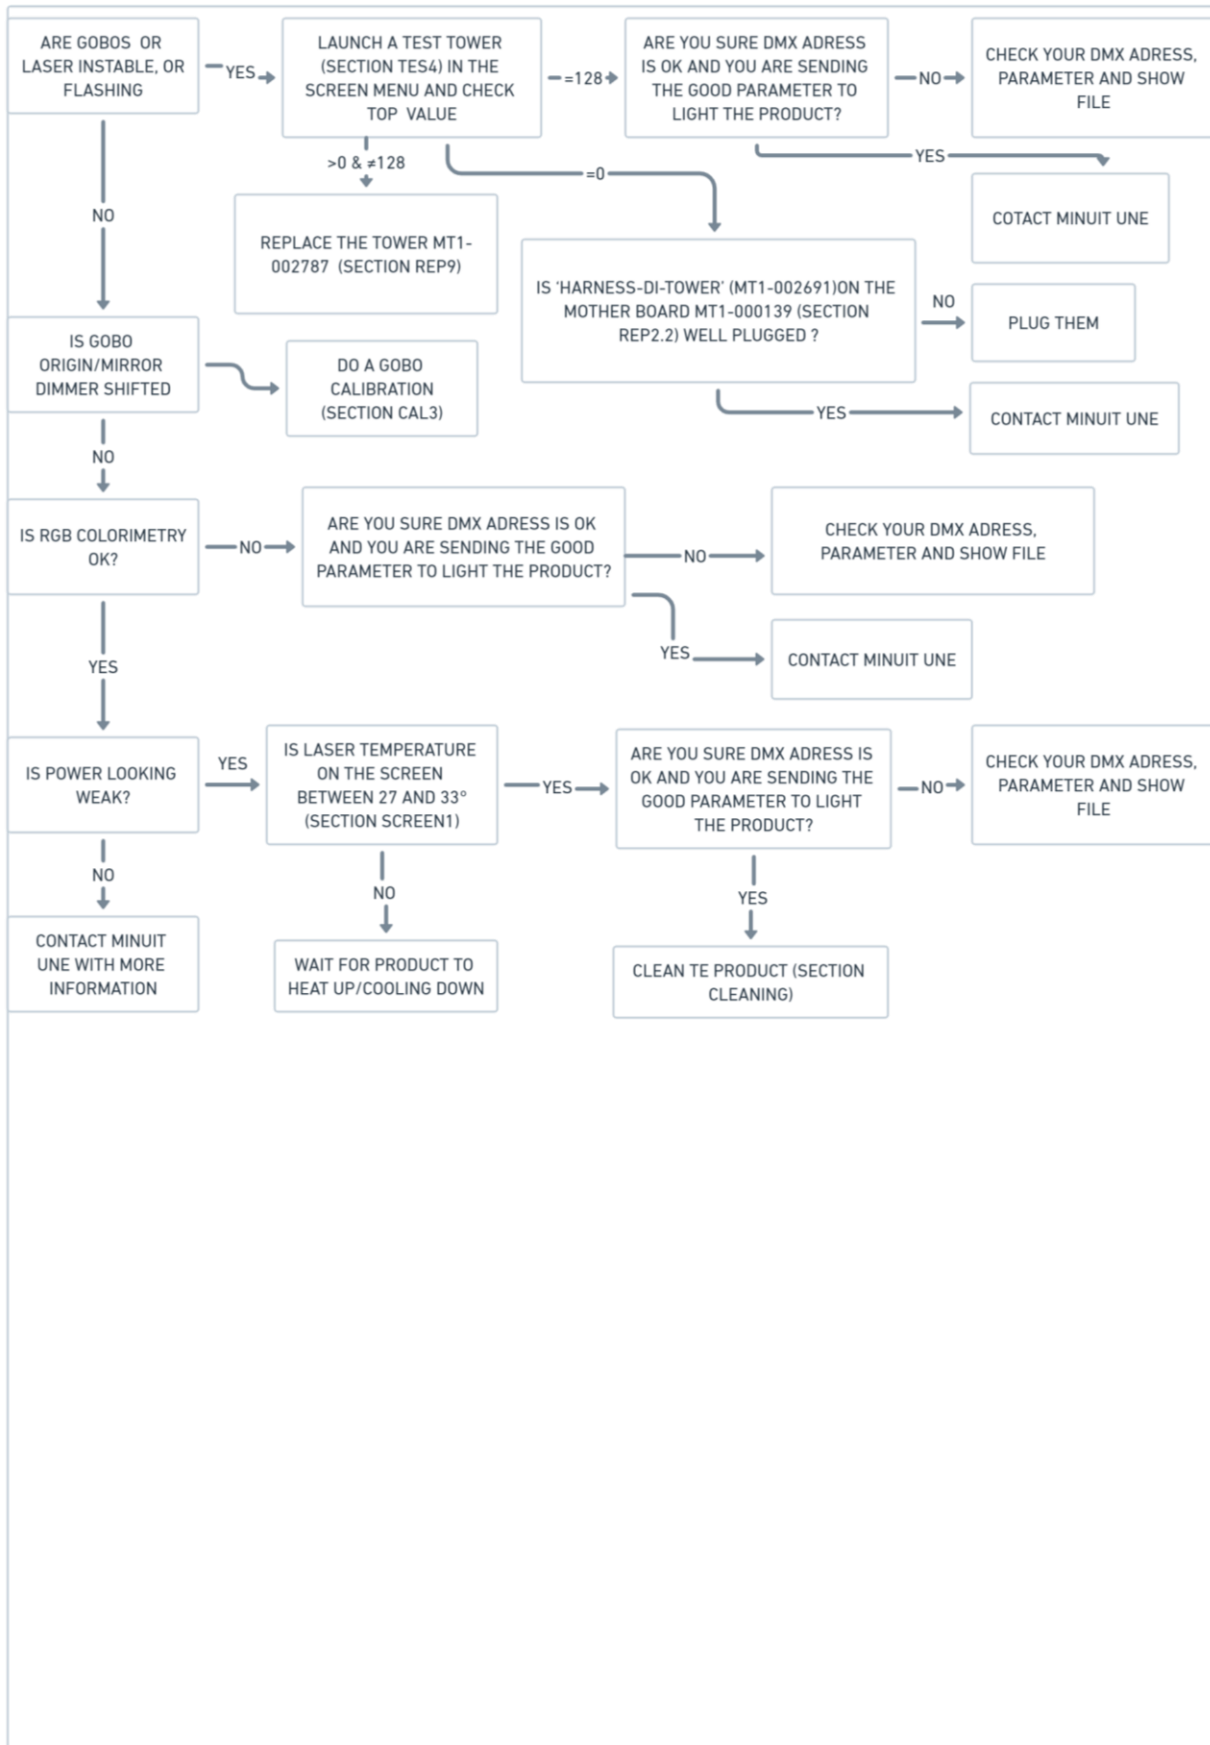 ARE GOBOS OR
LASER INSTABLE, OR
FLASHING
YES
LAUNCH A TEST TOWER
(SECTION TES4) IN THE
SCREEN MENU AND CHECK
TOP VALUE
=128
ARE YOU SURE DMX ADRESS
IS OK AND YOU ARE SENDING
THE GOOD PARAMETER TO
LIGHT THE PRODUCT?
NO
CHECK YOUR DMX ADRESS,
PARAMETER AND SHOW
FILE
>0 & ≠128
=0
YES
NO
REPLACE THE TOWER MT1-
002787 (SECTION REP9)
COTACT MINUIT UNE
IS 'HARNESS-DI-TOWER' (MT1-002691)ON THE
MOTHER BOARD MT1-000139 (SECTION
REP2.2) WELL PLUGGED ?
NO
PLUG THEM
YES
CONTACT MINUIT UNE
IS GOBO
ORIGIN/MIRROR
DIMMER SHIFTED
DO A GOBO
CALIBRATION
(SECTION CAL3)
NO
IS RGB COLORIMETRY
OK?
NO
ARE YOU SURE DMX ADRESS IS OK
AND YOU ARE SENDING THE GOOD
PARAMETER TO LIGHT THE PRODUCT?
NO
CHECK YOUR DMX ADRESS,
PARAMETER AND SHOW FILE
YES
CONTACT MINUIT UNE
YES
IS POWER LOOKING
WEAK?
YES
IS LASER TEMPERATURE
ON THE SCREEN
BETWEEN 27 AND 33°
(SECTION SCREEN1)
YES
ARE YOU SURE DMX ADRESS IS
OK AND YOU ARE SENDING THE
GOOD PARAMETER TO LIGHT
THE PRODUCT?
NO
CHECK YOUR DMX ADRESS,
PARAMETER AND SHOW
FILE
NO
NO
YES
CONTACT MINUIT
UNE WITH MORE
INFORMATION
WAIT FOR PRODUCT TO
HEAT UP/COOLING DOWN
CLEAN TE PRODUCT (SECTION
CLEANING)